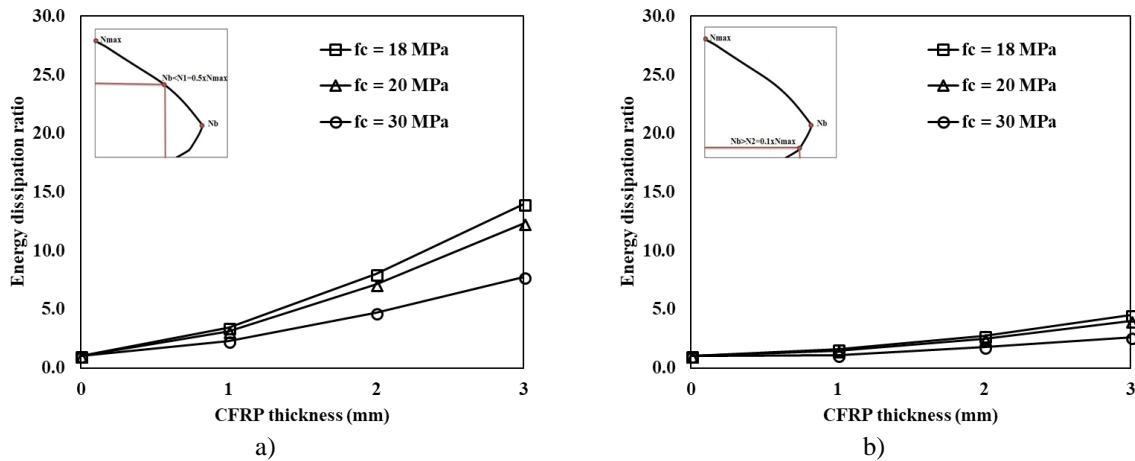 30.0
25.0
20.0
15.0
10.0
5.0
0.0
Energy dissipation ratio
Nmax
Nb<N1=0.5xNmax
Nb
fc = 18 MPa
fc = 20 MPa
fc = 30 MPa
0 1 2 3
CFRP thickness (mm)
a)
30.0
25.0
20.0
15.0
10.0
5.0
0.0
Energy dissipation ratio
Nmax
Nb
Nb>N2=0.1xNmax
fc = 18 MPa
fc = 20 MPa
fc = 30 MPa
0 1 2 3
CFRP thickness (mm)
b)